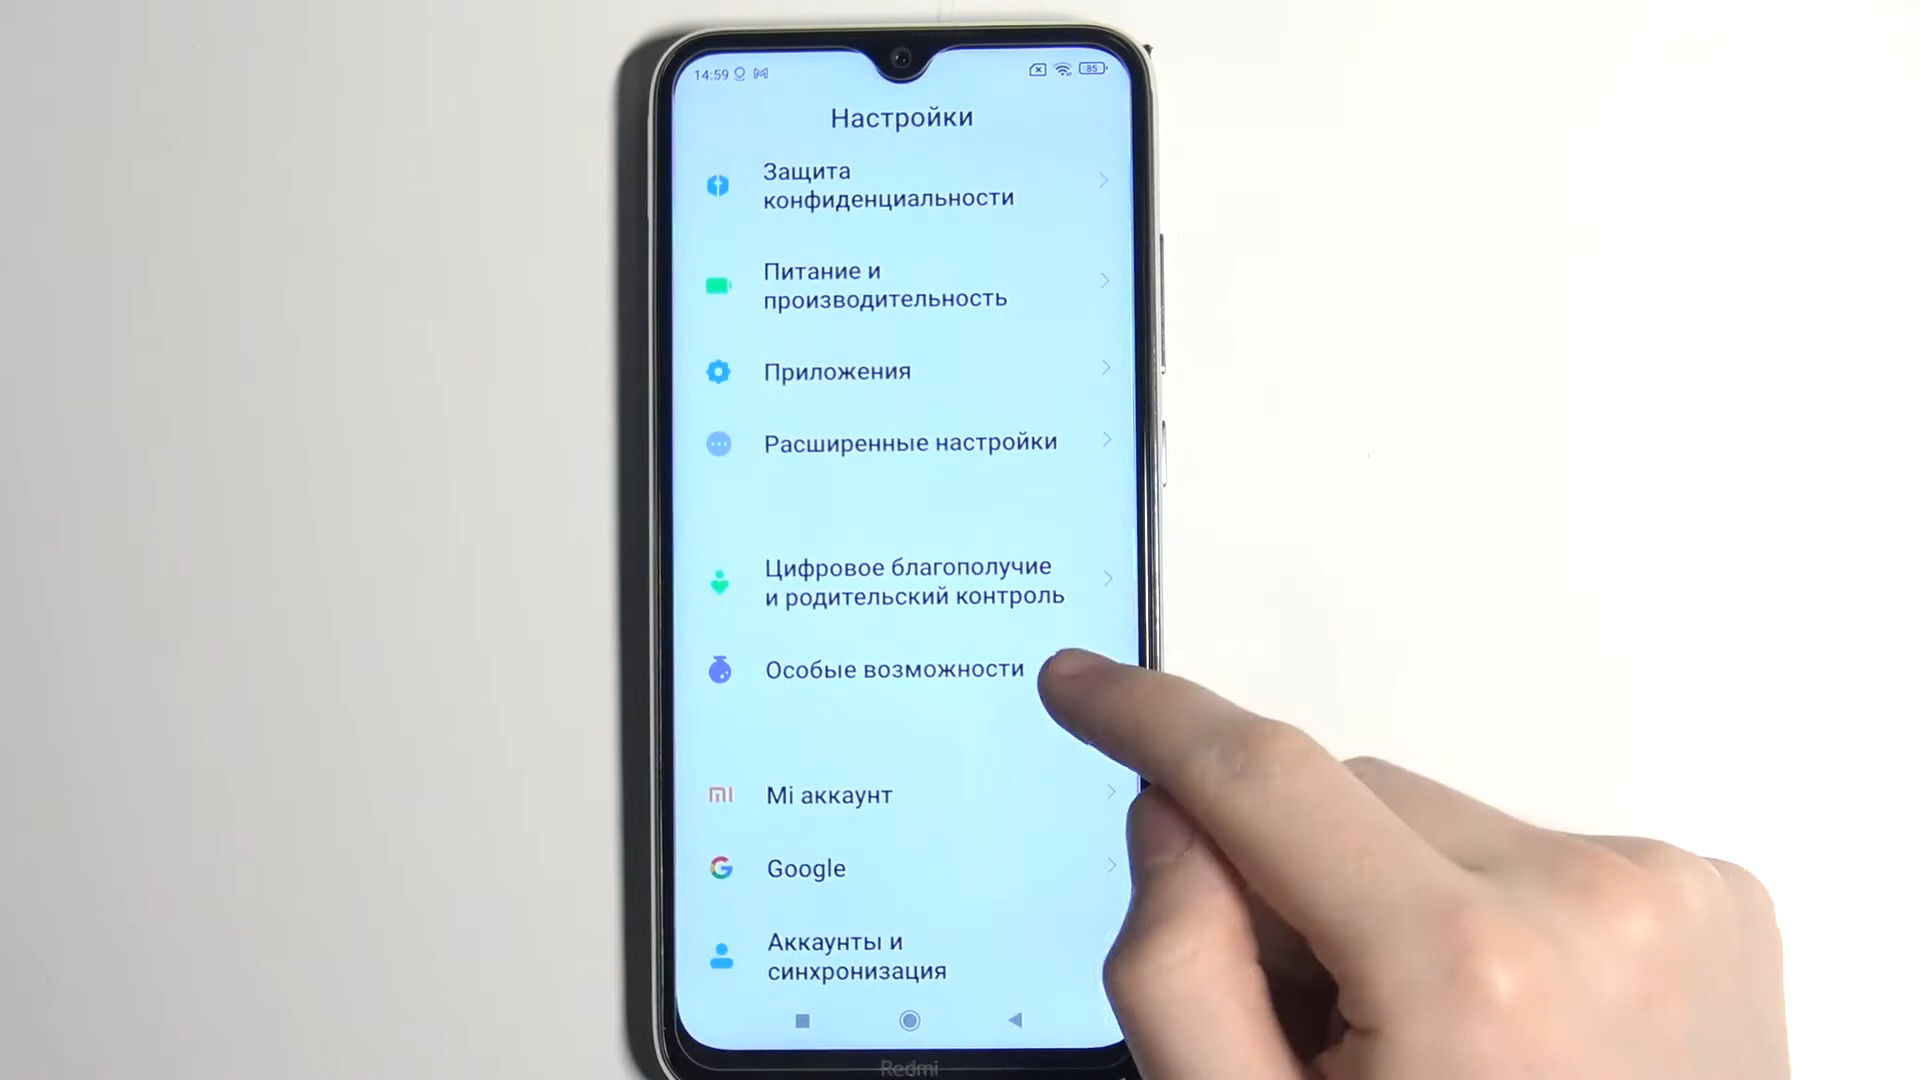 14:59
85
Настройки
Защита
конфиденциальности
Питание и
производительность
Приложения
Расширенные настройки
Цифровое благополучие
и родительский контроль
Особые возможности
Mi аккаунт
Google
Аккаунты и
синхронизация
Redmi